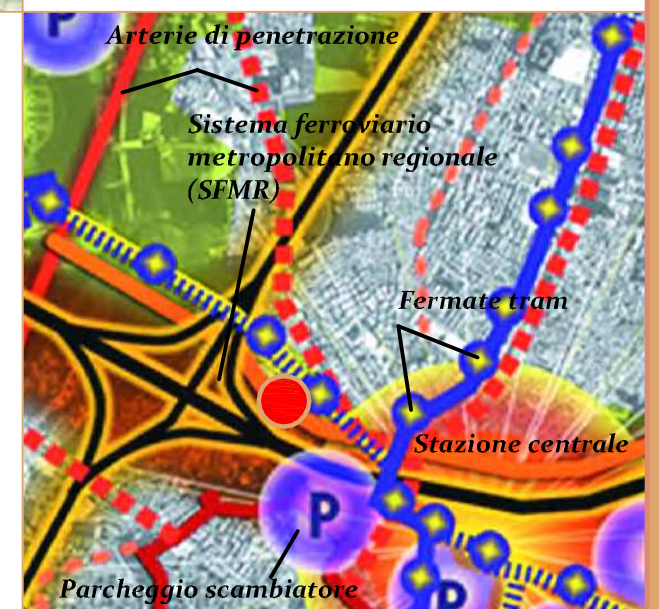 P
Arterie di penetrazione
Sistema ferroviario
metropolitano regionale
(SFMR)
Fermate tram
Stazione centrale
P
Parcheggio scambiatore
P